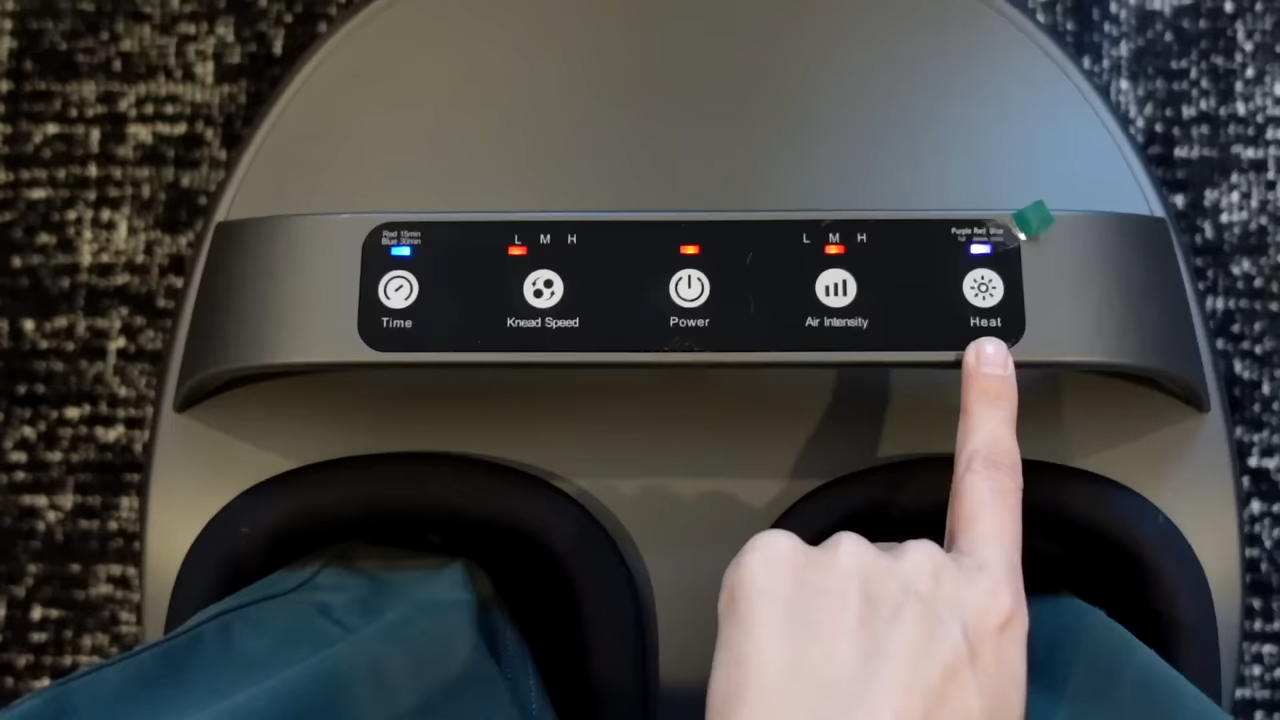 Red 15min
Blue 30min
L M H
L M H
Purple Red Blue
Time
Knead Speed
Power
Air Intensity
Heat